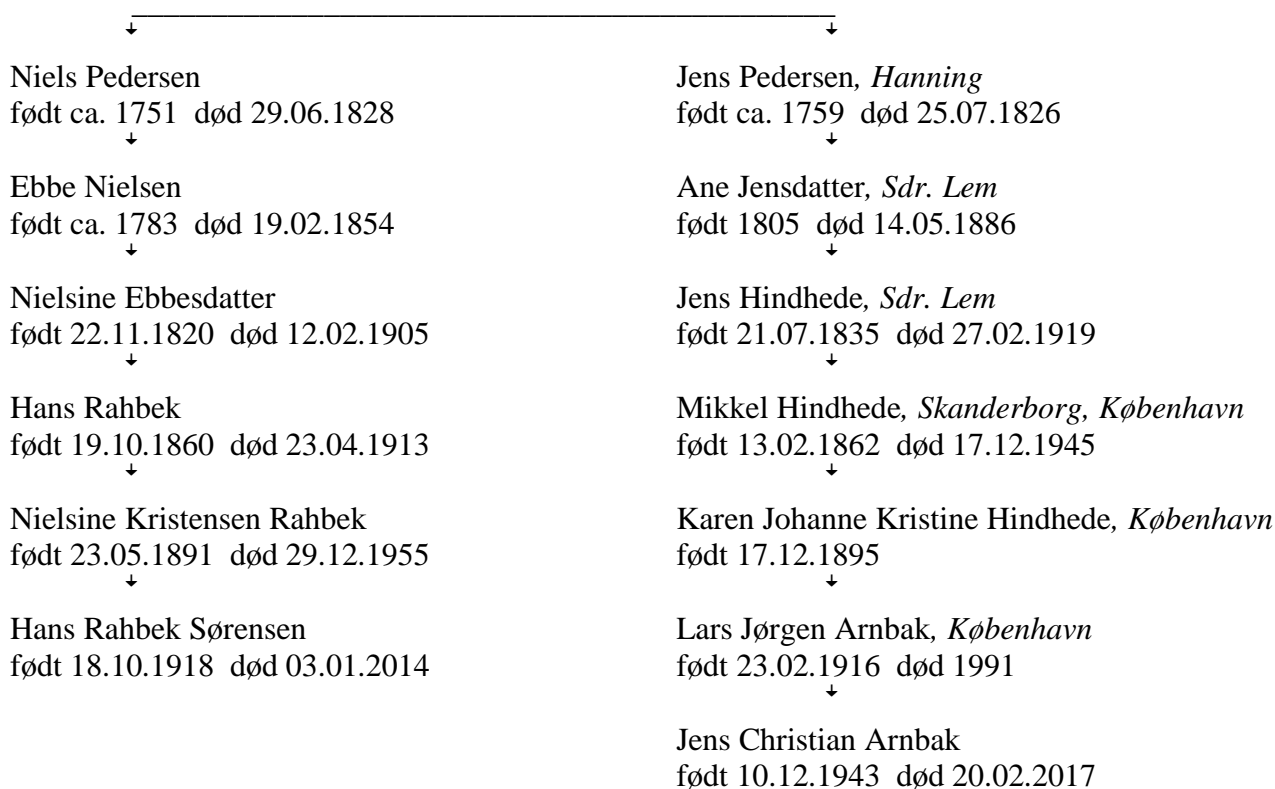 Niels Pedersen
født ca. 1751 død 29.06.1828
Ebbe Nielsen
født ca. 1783 død 19.02.1854
Nielsine Ebbesdatter
født 22.11.1820 død 12.02.1905
Hans Rahbek
født 19.10.1860 død 23.04.1913
Nielsine Kristensen Rahbek
født 23.05.1891 død 29.12.1955
Hans Rahbek Sørensen
født 18.10.1918 død 03.01.2014
Jens Pedersen, Hanning
født ca. 1759 død 25.07.1826
Ane Jensdatter, Sdr. Lem
født 1805 død 14.05.1886
Jens Hindhede, Sdr. Lem
født 21.07.1835 død 27.02.1919
Mikkel Hindhede, Skanderborg, København
født 13.02.1862 død 17.12.1945
Karen Johanne Kristine Hindhede, København
født 17.12.1895
Lars Jørgen Arnbak, København
født 23.02.1916 død 1991
Jens Christian Arnbak
født 10.12.1943 død 20.02.2017